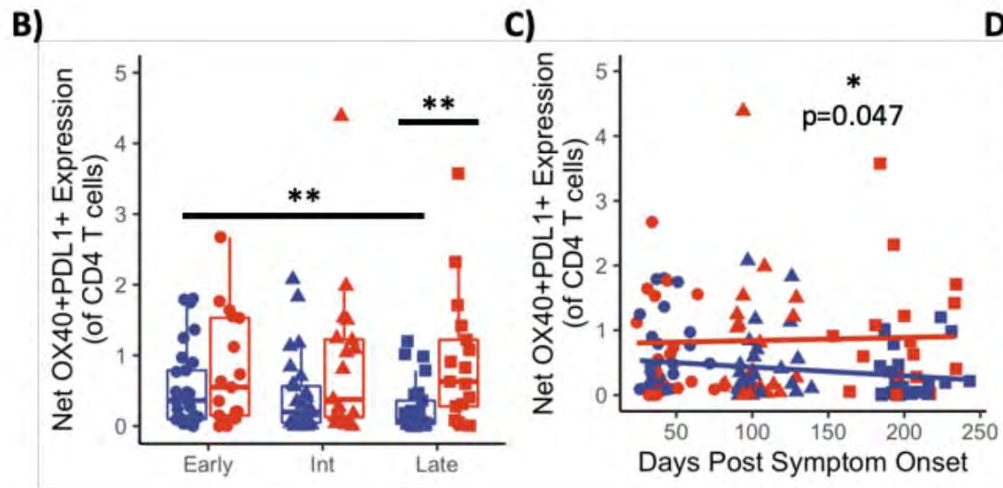 B)
Net OX40+PDL1+ Expression
(of CD4 T cells)
5
4
3
2
1
0
**
**
Early
Int
Late
C)
Net OX40+PDL1+ Expression
(of CD4 T cells)
5
4
3
2
1
0
*
p=0.047
50
100
150
200
250
Days Post Symptom Onset
D